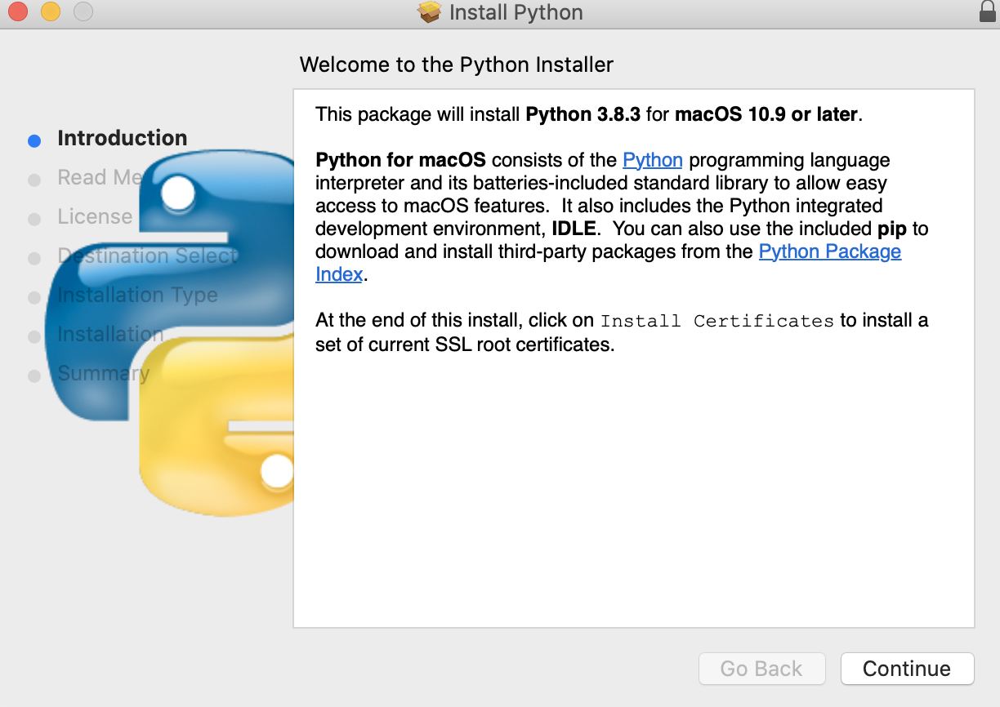 Install Python
Welcome to the Python Installer
Introduction
Read Me
License
Destination Select
Installation Type
Installation
Summary
This package will install Python 3.8.3 for macOS 10.9 or later.
Python for macOS consists of the Python programming language
interpreter and its batteries-included standard library to allow easy
access to macOS features.  It also includes the Python integrated
development environment, IDLE.  You can also use the included pip to
download and install third-party packages from the Python Package
Index.
At the end of this install, click on Install Certificates to install a
set of current SSL root certificates.
Go Back
Continue